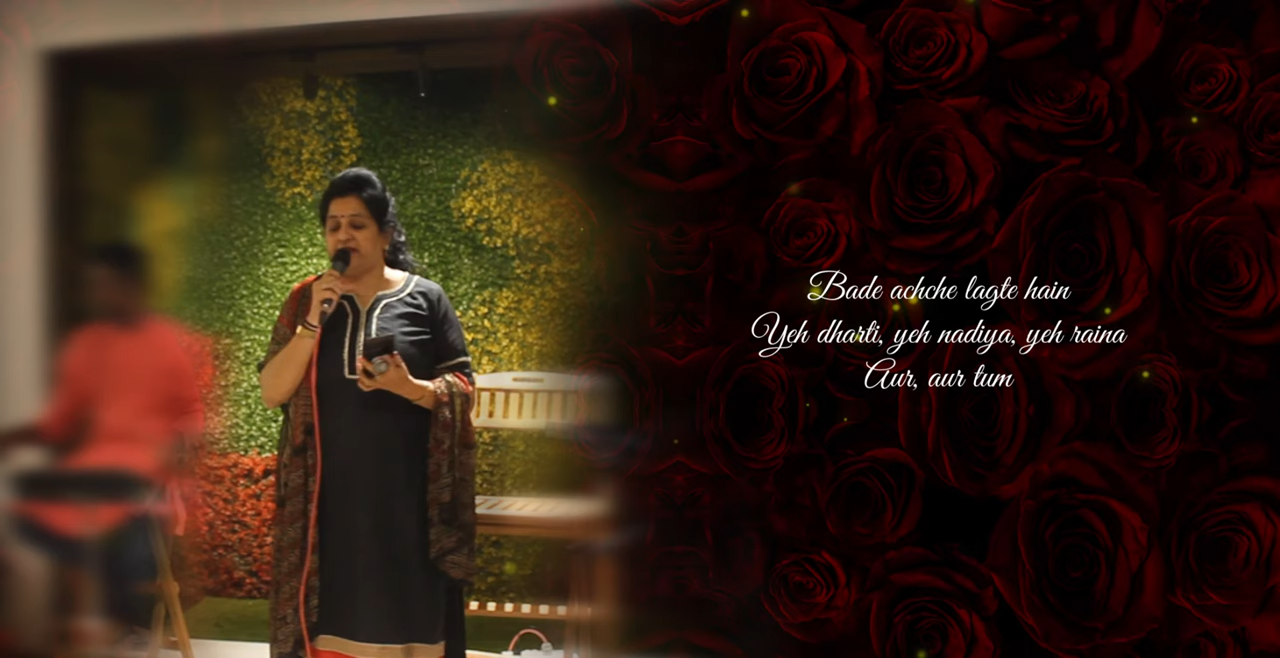 Bade achche lagte hain
Yeh dharti, yeh nadiya, yeh raina
Aur, aur tum